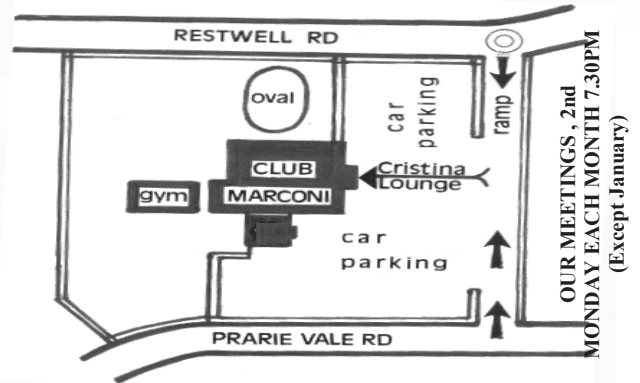 RESTWELL RD
oval
car
parking
ramp
CLUB
MARCONI
gym
Cristina
Lounge
car
parking
PRARIE VALE RD
OUR MEETINGS , 2nd
MONDAY EACH MONTH 7.30PM
(Except January)